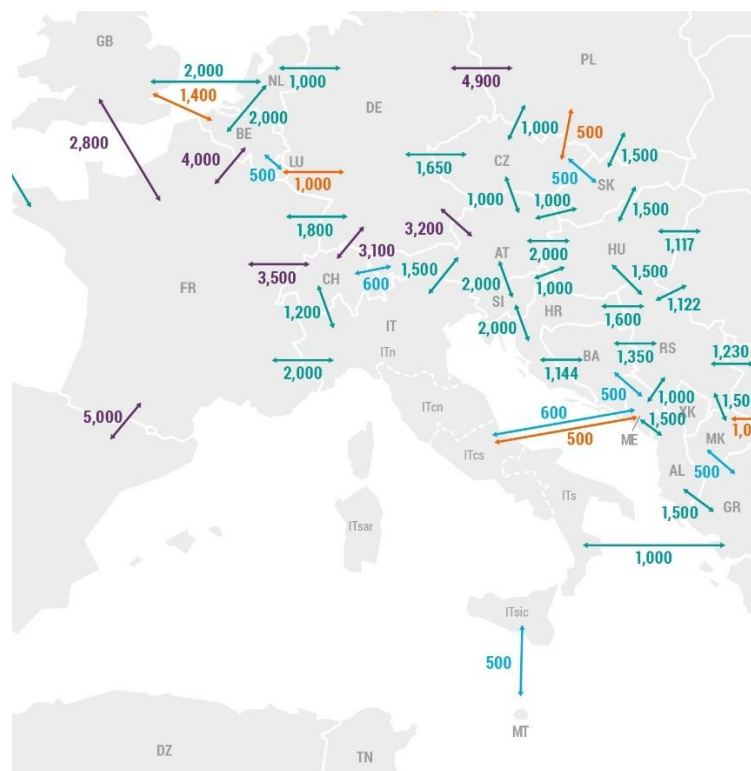 GB
PL
2,000
NL
1,000
4,900
1,400
DE
2,000
1,000
500
BE
2,800
4,000
1,650
CZ
1,500
500
LU
1,000
500
SK
1,000
1,000
1,500
1,800
3,200
1,117
3,100
AT
2,000
HU
3,500
CH
600
1,500
1,500
FR
2,000
1,000
1,122
1,200
SI
HR
1,600
IT
2,000
ITn
BA
1,350
RS
1,230
2,000
1,144
500
1,000
ITcn
600
XK
5,000
1,500
500
ME
MK
ITcs
AL
500
ITs
1,500
GR
ITsar
1,000
ITsic
500
MT
DZ
TN